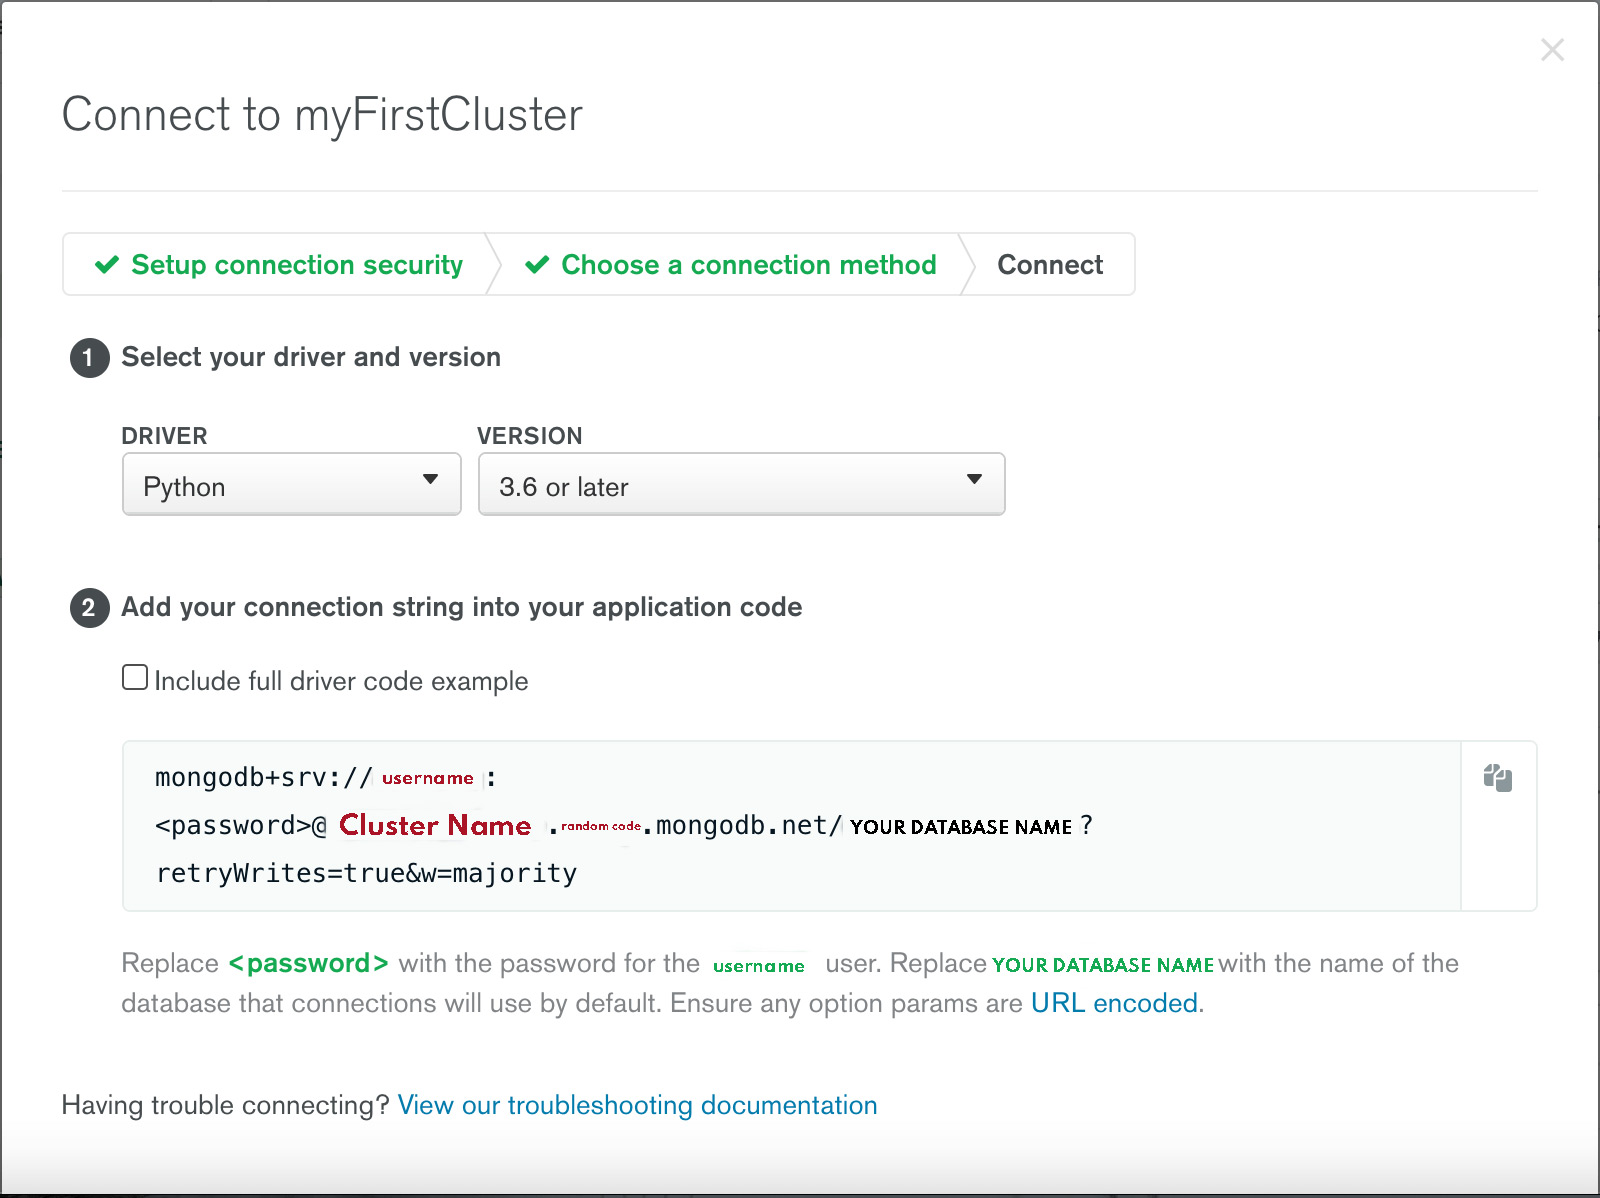 Connect to myFirstCluster
Setup connection security
Choose a connection method
Connect
1 Select your driver and version
DRIVER
VERSION
Python
3.6 or later
2 Add your connection string into your application code
Include full driver code example
mongodb+srv:// username :
<password>@ Cluster Name .random code.mongodb.net/ YOUR DATABASE NAME ?
retryWrites=true&w=majority
Replace <password> with the password for the username user. Replace YOUR DATABASE NAME with the name of the
database that connections will use by default. Ensure any option params are URL encoded.
Having trouble connecting? View our troubleshooting documentation